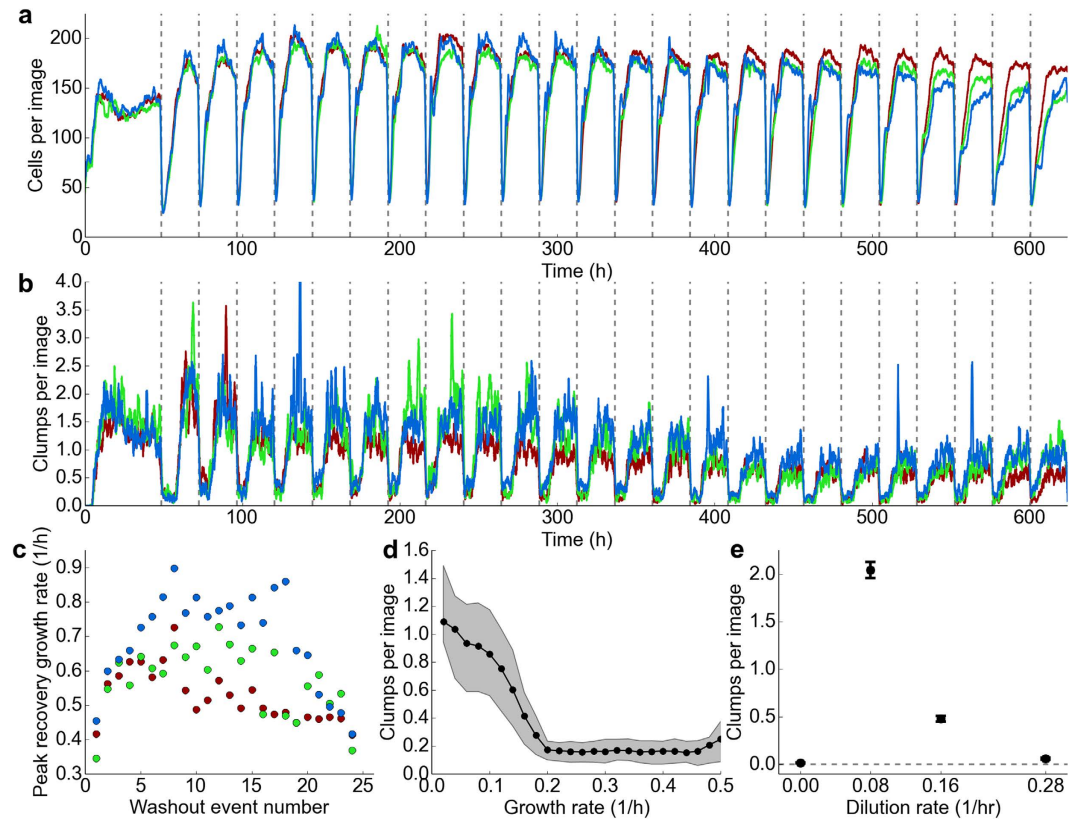 a
Cells per image
200
150
100
50
0
0 100 200 300 400 500 600
Time (h)
b
Clumps per image
4.0
3.5
3.0
2.5
2.0
1.5
1.0
0.5
0.0
0 100 200 300 400 500 600
Time (h)
c
Peak recovery growth rate (1/h)
0.9
0.8
0.7
0.6
0.5
0.4
0.3
0 5 10 15 20 25
Washout event number
d
Clumps per image
1.6
1.4
1.2
1.0
0.8
0.6
0.4
0.2
0.0
0.0 0.1 0.2 0.3 0.4 0.5
Growth rate (1/h)
e
Clumps per image
2.0
1.5
1.0
0.5
0.0
0.00 0.08 0.16 0.28
Dilution rate (1/hr)